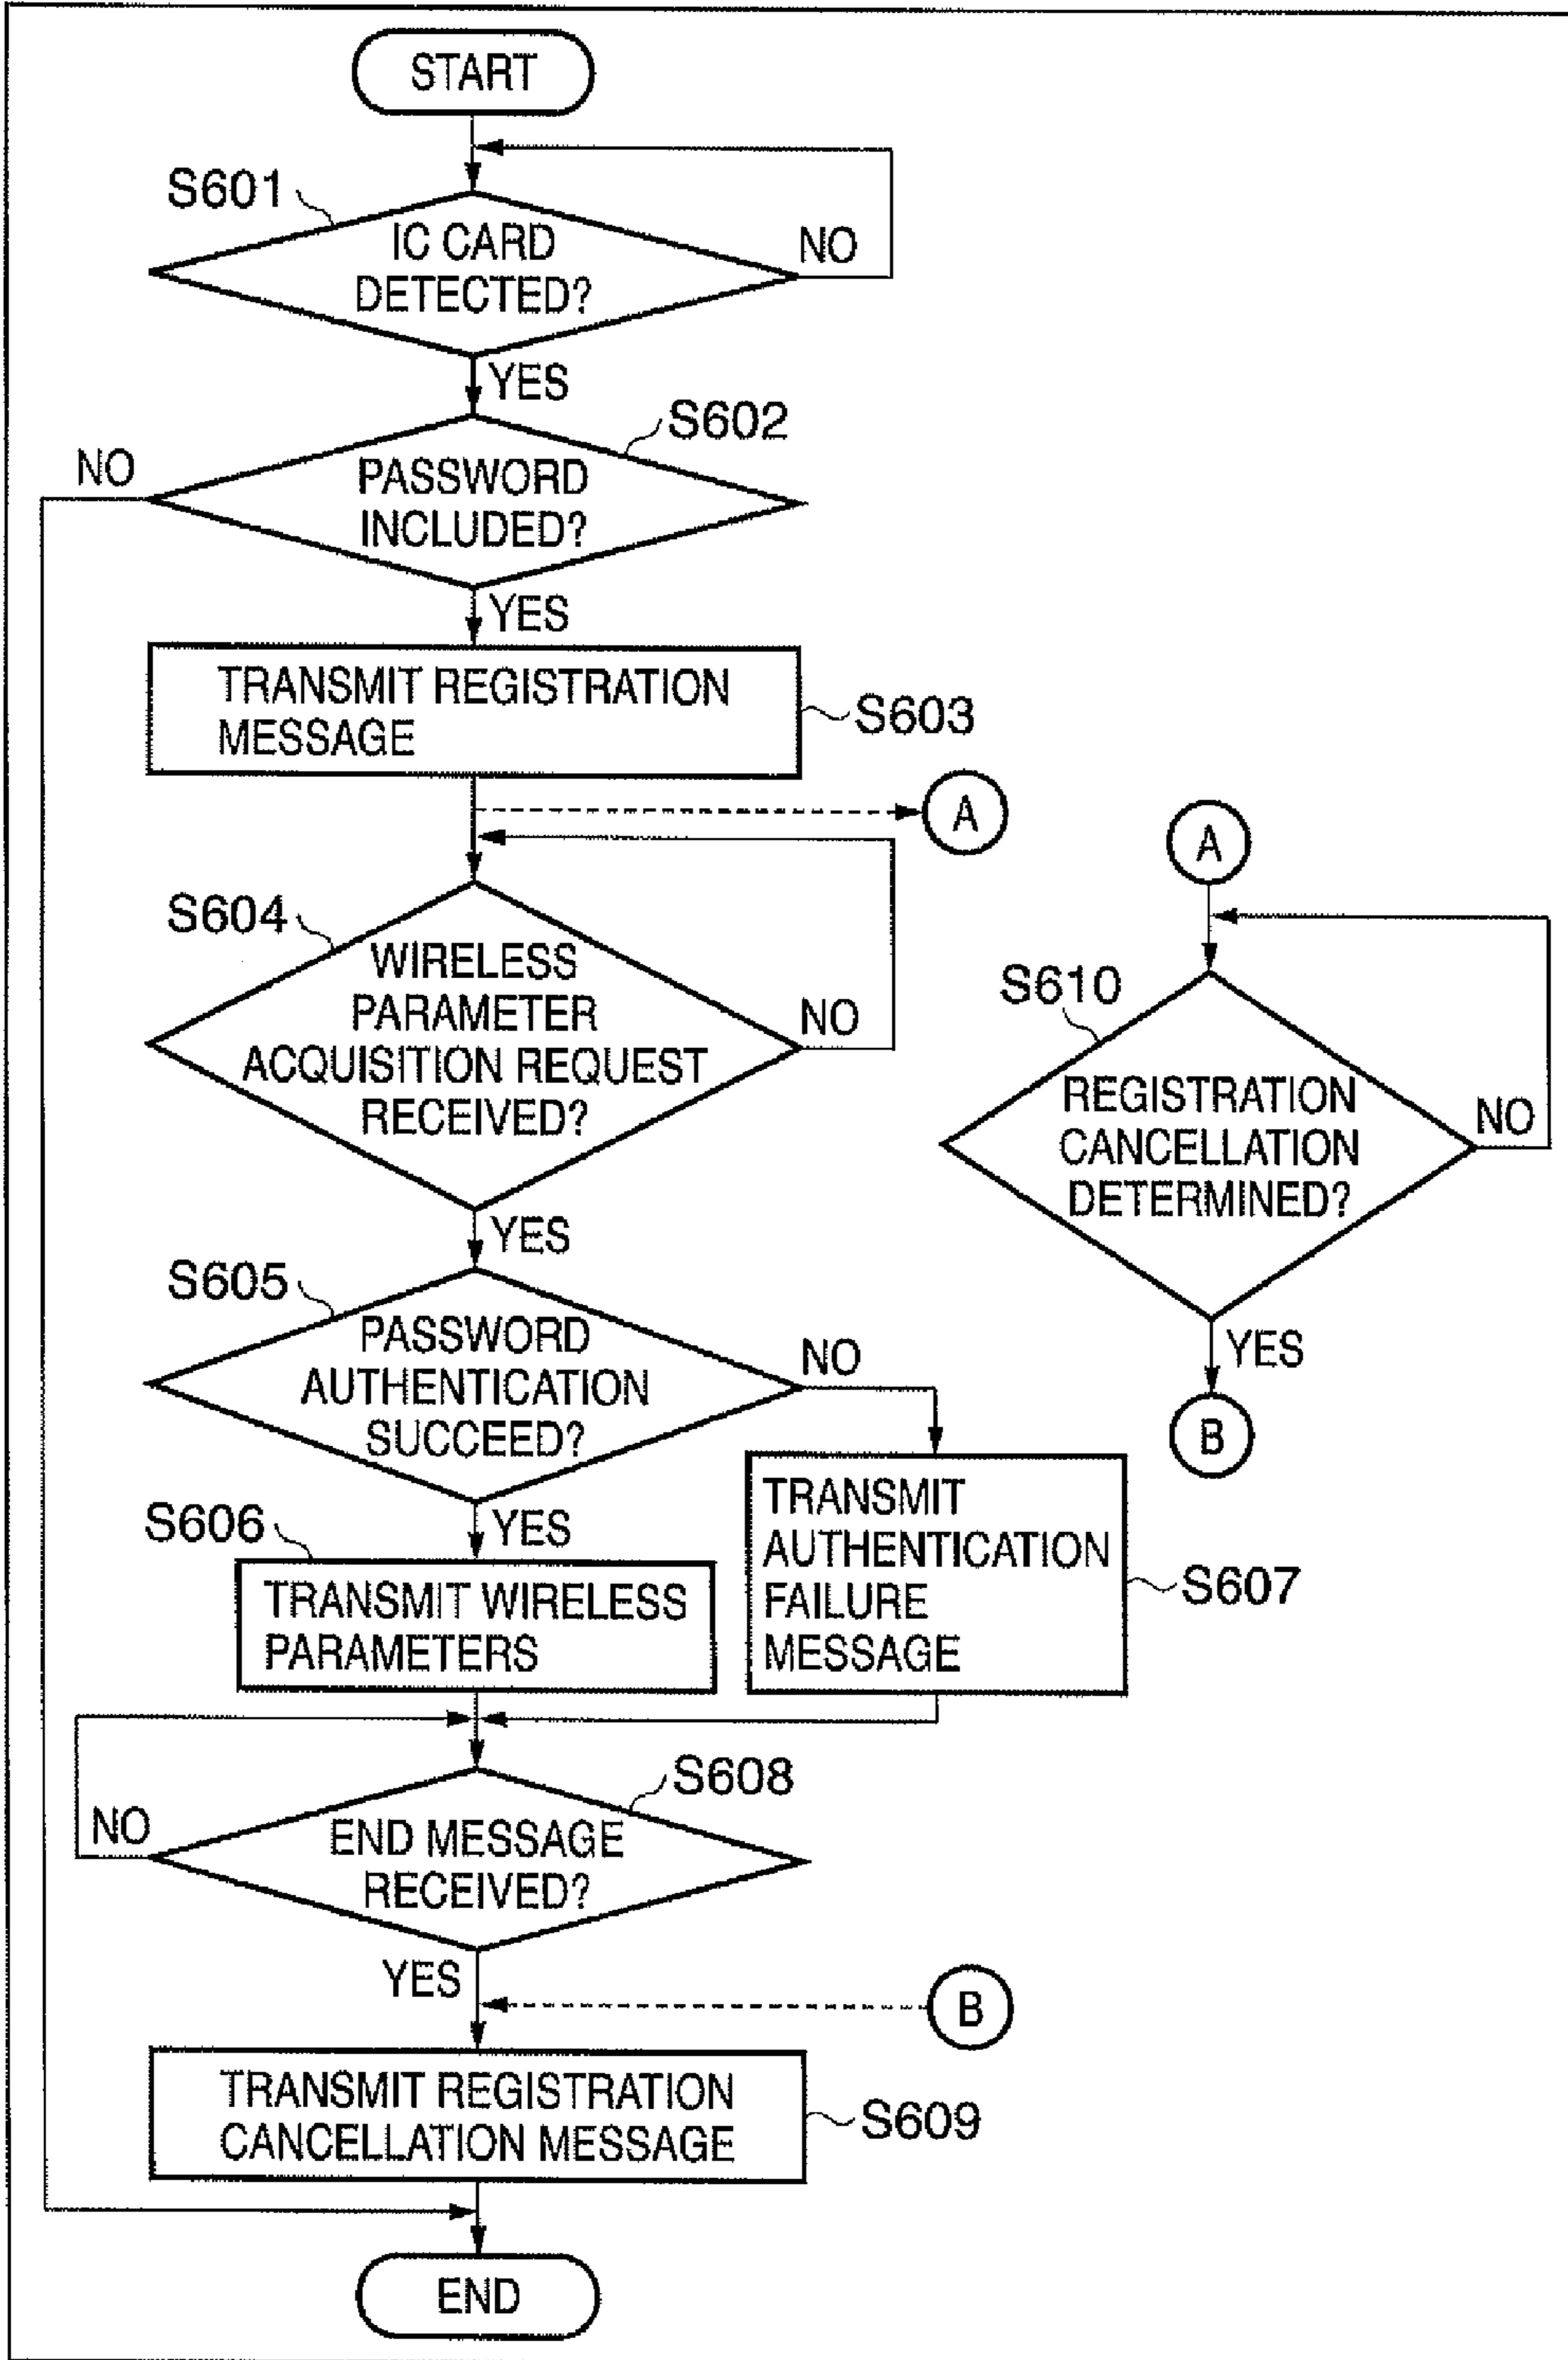 START
S601
IC CARD
DETECTED?
NO
YES
S602
NO
PASSWORD
INCLUDED?
YES
TRANSMIT REGISTRATION
MESSAGE
S603
A
A
S604
WIRELESS
PARAMETER
ACQUISITION REQUEST
RECEIVED?
NO
YES
S610
REGISTRATION
CANCELLATION
DETERMINED?
NO
YES
B
S605
PASSWORD
AUTHENTICATION
SUCCEED?
NO
YES
S606
TRANSMIT WIRELESS
PARAMETERS
TRANSMIT
AUTHENTICATION
FAILURE
MESSAGE
S607
S608
NO
END MESSAGE
RECEIVED?
YES
B
TRANSMIT REGISTRATION
CANCELLATION MESSAGE
S609
END